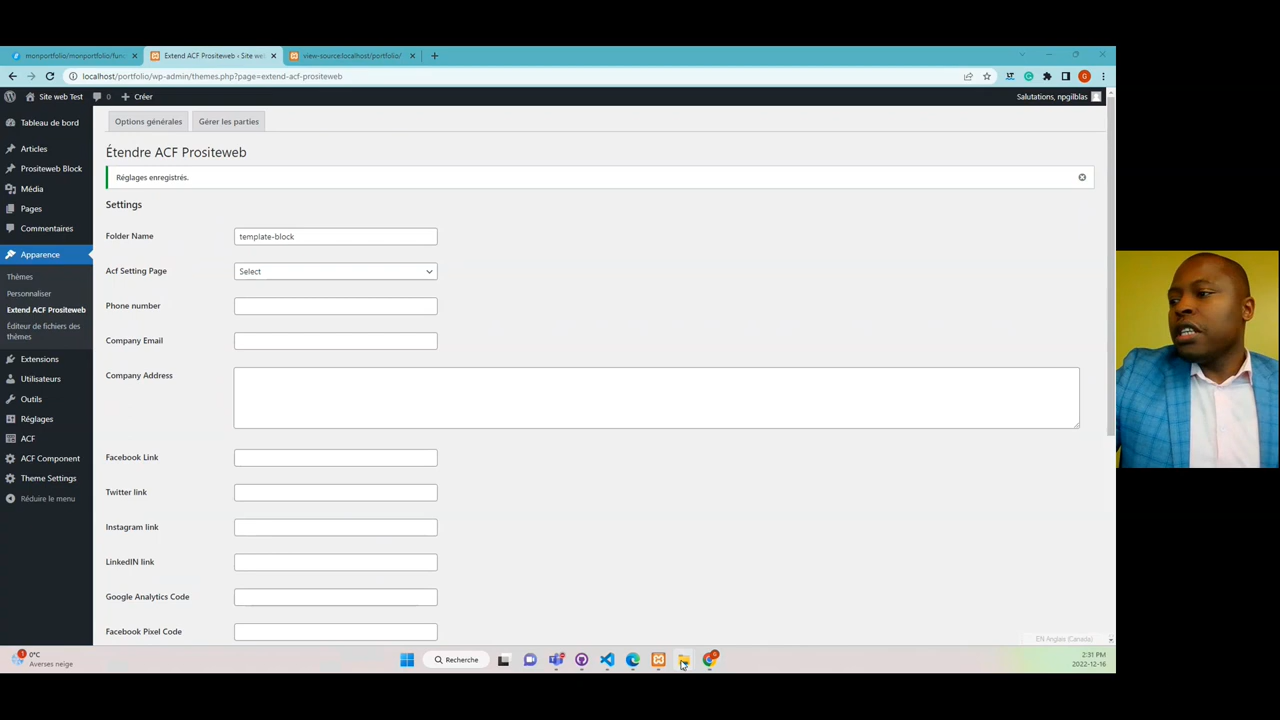 monportfolio/monportfolio/fun
Extend ACF Prositeweb ‹ Site we
view-source:localhost/portfolio/
localhost/portfolio/wp-admin/themes.php?page=extend-acf-prositeweb
Site web Test
0
Créer
Salutations, npgilblas
Tableau de bord
Articles
Prositeweb Block
Média
Pages
Commentaires
Apparence
Thèmes
Personnaliser
Extend ACF Prositeweb
Éditeur de fichiers des
thèmes
Extensions
Utilisateurs
Outils
Réglages
ACF
ACF Component
Theme Settings
Réduire le menu
Options générales
Gérer les parties
Étendre ACF Prositeweb
Réglages enregistrés.
Settings
Folder Name
template-block
Acf Setting Page
Select
Phone number
Company Email
Company Address
Facebook Link
Twitter link
Instagram link
LinkedIN link
Google Analytics Code
Facebook Pixel Code
EN Anglais (Canada)
1
0°C
Averses neige
Recherche
2:31 PM
2022-12-16